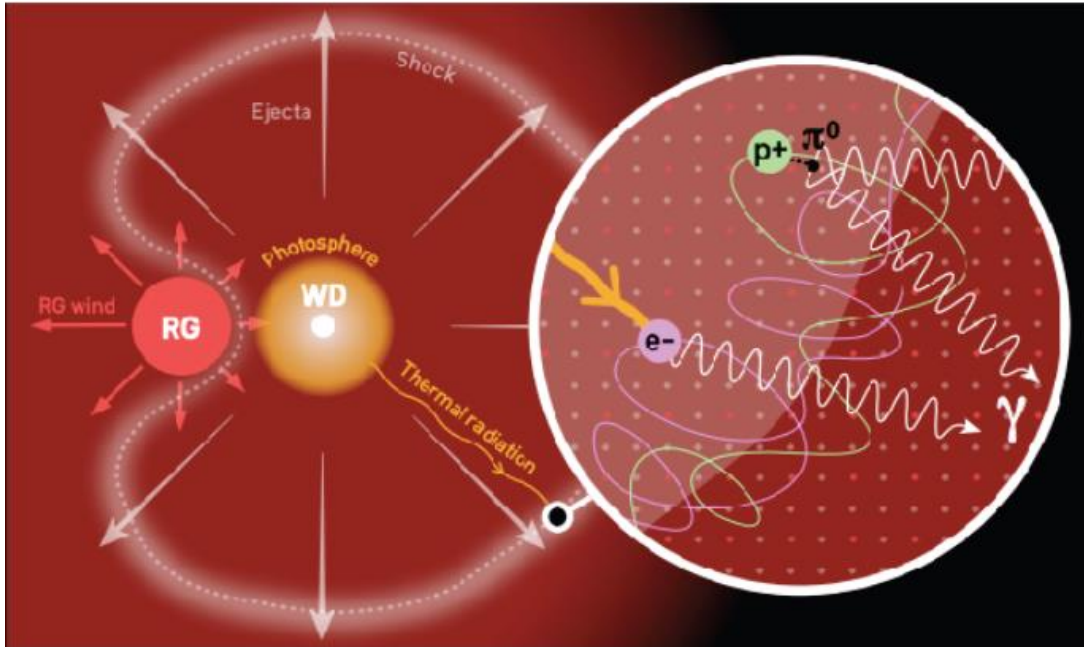 Shock
Ejecta
p+
π⁰
Photosphere
RG wind
RG
WD
e-
Thermal radiation
γ